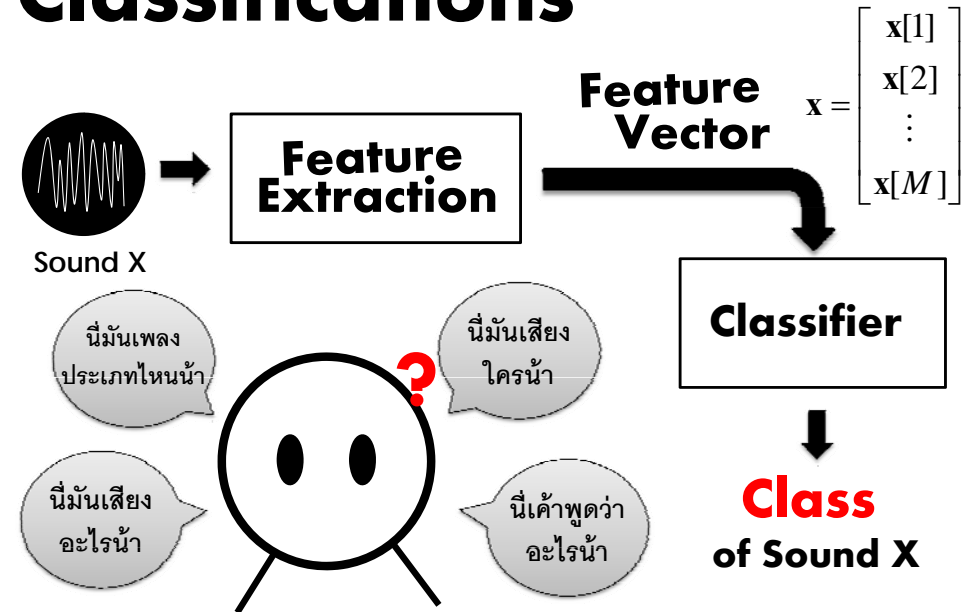 Classifications
Sound X
Feature
Extraction
Feature
Vector
x = [ x[1]
x[2]
⋮
x[M] ]
Classifier
Class
of Sound X
นี่มันเพลง
ประเภทไหนน้า
?
นี่มันเสียง
ใครน้า
นี่มันเสียง
อะไรน้า
นี่เค้าพูดว่า
อะไรน้า